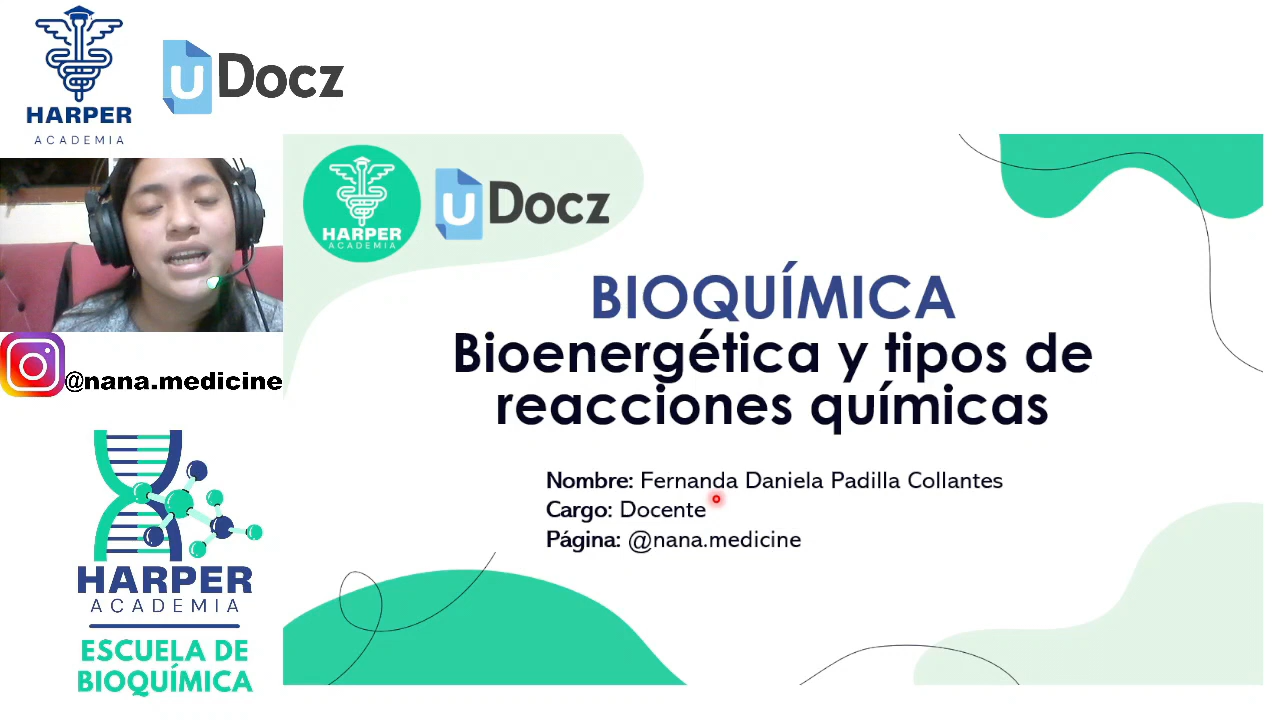 HARPER
ACADEMIA
uDocz
@nana.medicine
HARPER
ACADEMIA
ESCUELA DE
BIOQUÍMICA
HARPER
ACADEMIA
uDocz
BIOQUÍMICA
Bioenergética y tipos de
reacciones químicas
Nombre: Fernanda Daniela Padilla Collantes
Cargo: Docente
Página: @nana.medicine